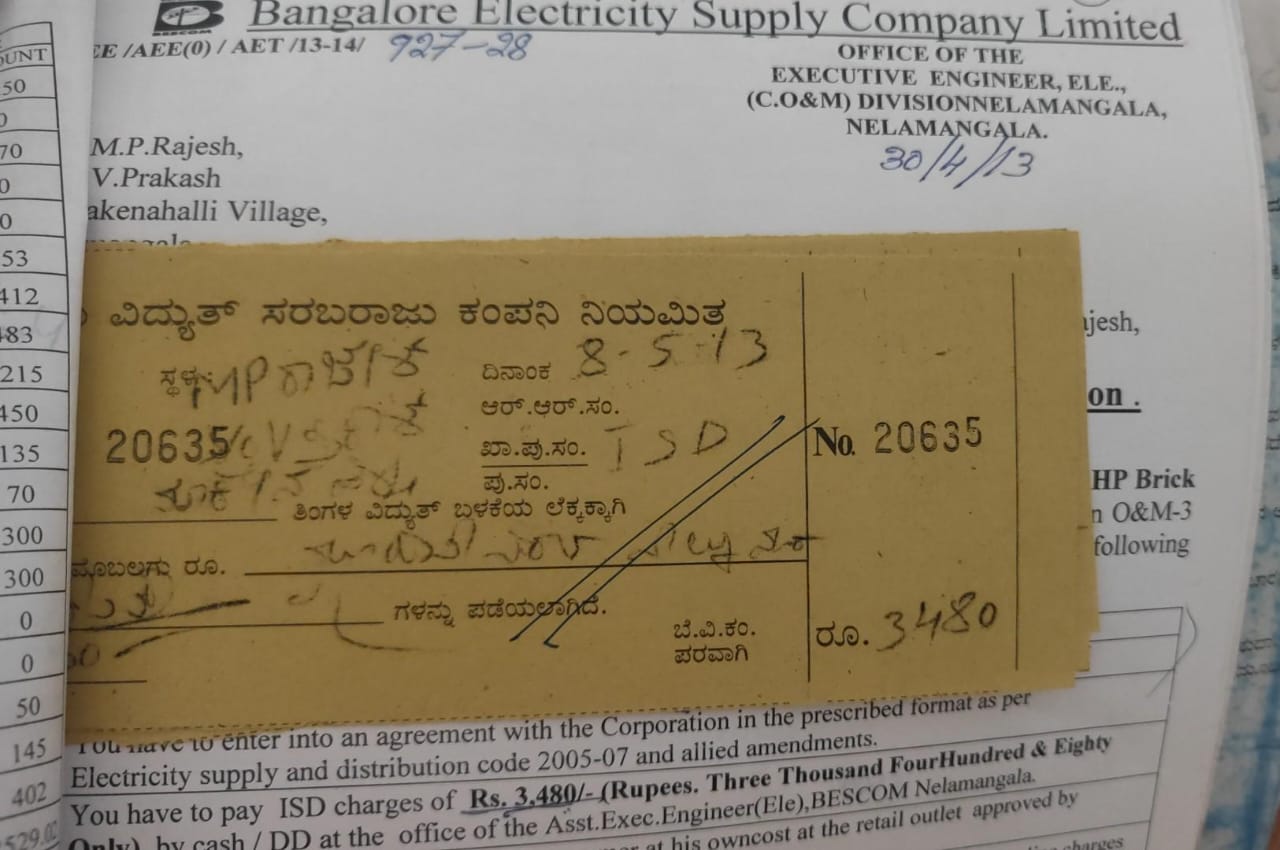 BESCOM
Bangalore Electricity Supply Company Limited
EE /AEE(0) / AET /13-14/ 927-28
OFFICE OF THE
EXECUTIVE ENGINEER, ELE.,
(C.O&M) DIVISIONNELAMANGALA,
NELAMANGALA.
30/4/13
M.P.Rajesh,
V.Prakash
akenahalli Village,
ವಿದ್ಯುತ್ ಸರಬರಾಜು ಕಂಪನಿ ನಿಯಮಿತ
ಸ್ಥಳ
ದಿನಾಂಕ 8-5-13
ಆರ್.ಆರ್.ಸಂ.
20635
ಖಾ.ಪು.ಸಂ. ISD
ಪು.ಸಂ.
ತಿಂಗಳ ವಿದ್ಯುತ್ ಬಳಕೆಯ ಲೆಕ್ಕಕ್ಕಾಗಿ
ಮೊಬಲಗು ರೂ.
ಗಳನ್ನು ಪಡೆಯಲಾಗಿದೆ.
ಬೆ.ವಿ.ಕಂ.
ಪರವಾಗಿ
No. 20635
ರೂ. 3480
jesh,
on .
HP Brick
n O&M-3
following
You have to enter into an agreement with the Corporation in the prescribed format as per
Electricity supply and distribution code 2005-07 and allied amendments.
You have to pay ISD charges of Rs. 3,480/- (Rupees. Three Thousand FourHundred & Eighty
Only) by cash / DD at the office of the Asst.Exec.Engineer(Ele),BESCOM Nelamangala.
at his owncost at the retail outlet approved by
charges
OUNT
50
0
70
0
0
53
412
483
215
450
135
70
300
300
0
0
50
145
402